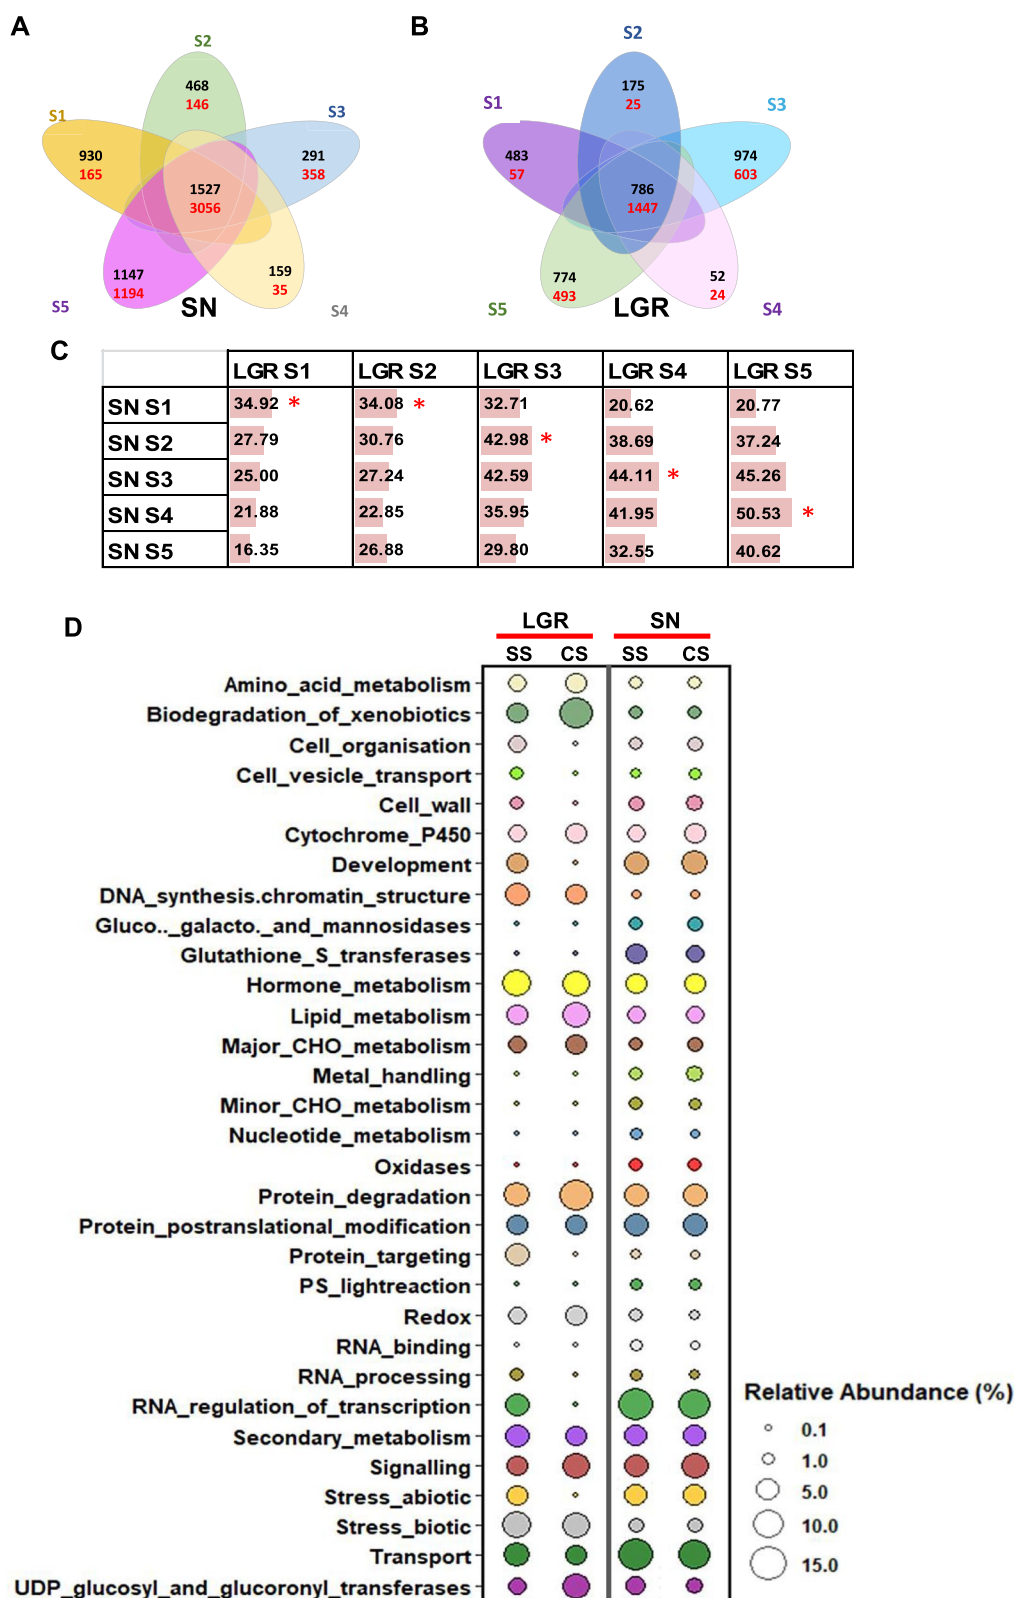 A
S2
468
146
S1
930
165
S3
291
358
1527
3056
1147
1194
159
35
S5
SN
S4
B
S2
175
25
S1
483
57
S3
974
603
786
1447
774
493
52
24
S5
LGR
S4
C
LGR S1 LGR S2 LGR S3 LGR S4 LGR S5
SN S1 34.92 * 34.08 * 32.71 20.62 20.77
SN S2 27.79 30.76 42.98 * 38.69 37.24
SN S3 25.00 27.24 42.59 44.11 * 45.26
SN S4 21.88 22.85 35.95 41.95 50.53 *
SN S5 16.35 26.88 29.80 32.55 40.62
D
LGR SN
SS CS SS CS
Amino_acid_metabolism
Biodegradation_of_xenobiotics
Cell_organisation
Cell_vesicle_transport
Cell_wall
Cytochrome_P450
Development
DNA_synthesis.chromatin_structure
Gluco.._galacto._and_mannosidases
Glutathione_S_transferases
Hormone_metabolism
Lipid_metabolism
Major_CHO_metabolism
Metal_handling
Minor_CHO_metabolism
Nucleotide_metabolism
Oxidases
Protein_degradation
Protein_postranslational_modification
Protein_targeting
PS_lightreaction
Redox
RNA_binding
RNA_processing
RNA_regulation_of_transcription
Secondary_metabolism
Signalling
Stress_abiotic
Stress_biotic
Transport
UDP_glucosyl_and_glucoronyl_transferases
Relative Abundance (%)
0.1
1.0
5.0
10.0
15.0